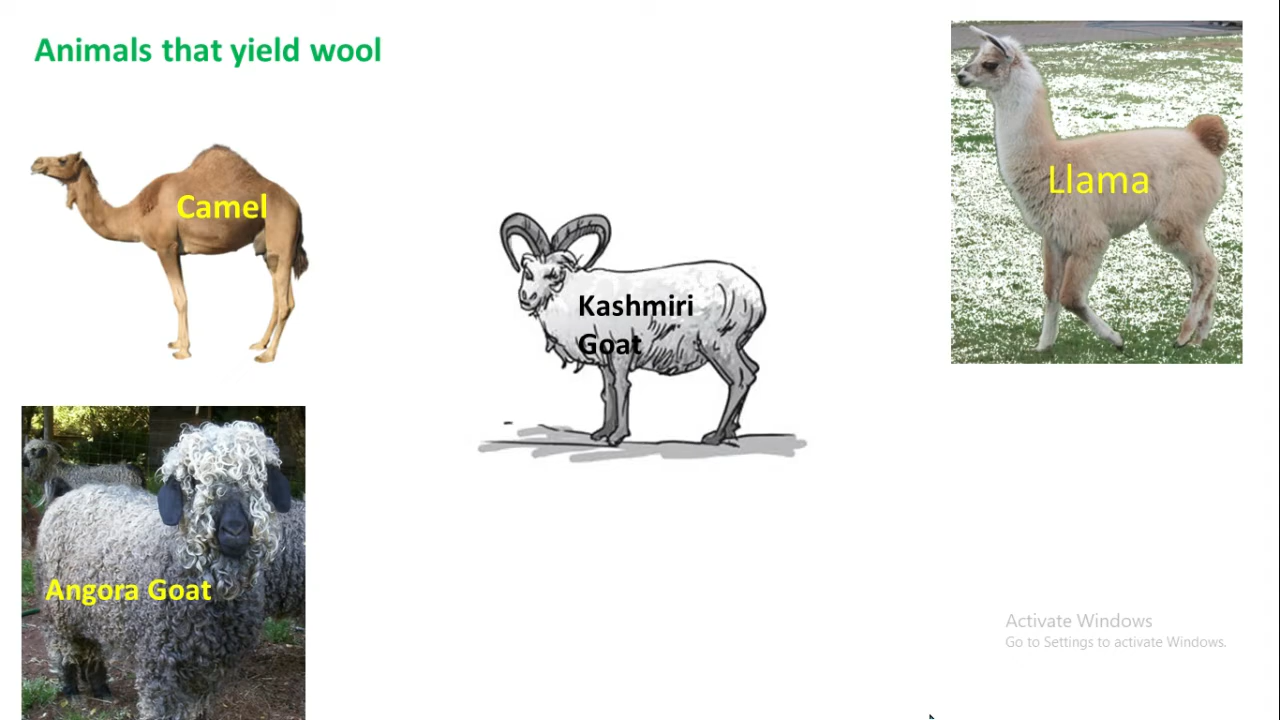 Animals that yield wool
Camel
Llama
Kashmiri
Goat
Angora Goat
Activate Windows
Go to Settings to activate Windows.